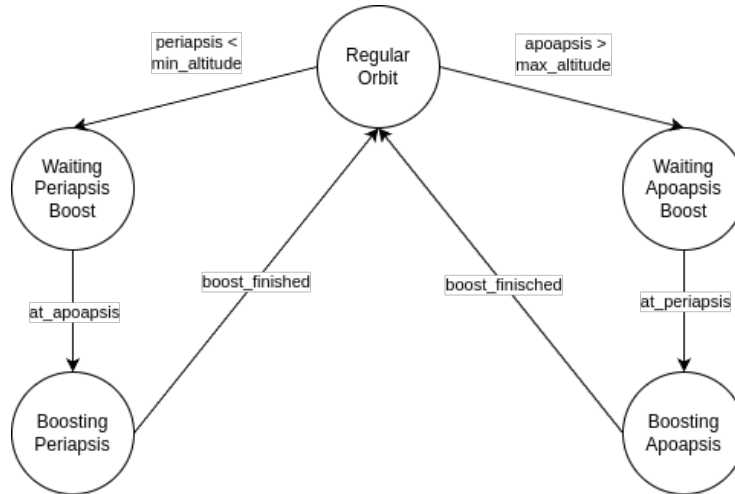 periapsis <
min_altitude
Regular
Orbit
apoapsis >
max_altitude
Waiting
Periapsis
Boost
Waiting
Apoapsis
Boost
boost_finished
boost_finisched
at_apoapsis
at_periapsis
Boosting
Periapsis
Boosting
Apoapsis